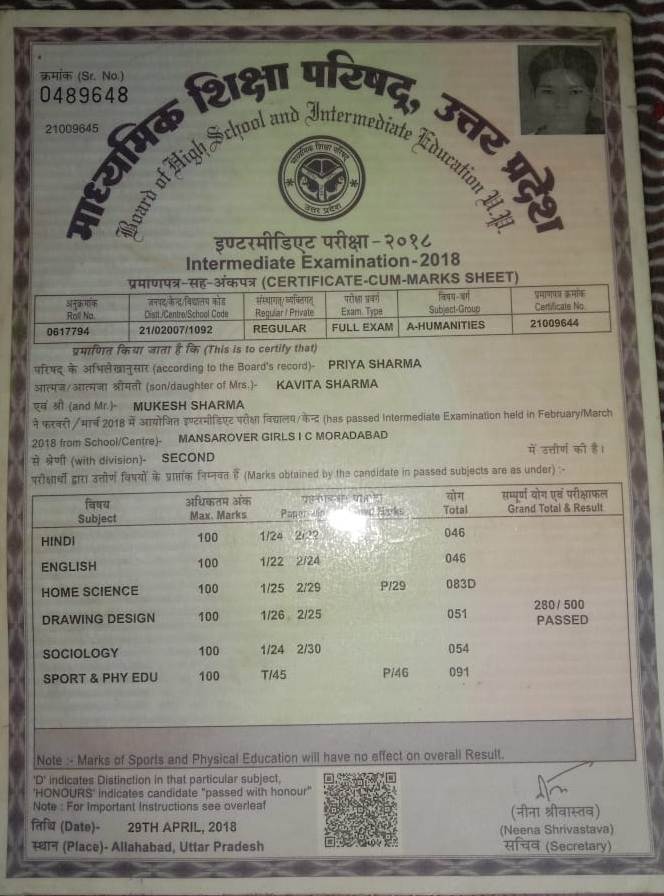 क्रमांक (Sr. No.)
0489648
21009645
माध्यमिक शिक्षा परिषद्, उत्तर प्रदेश
Board of High School and Intermediate Education U.P.
माध्यमिक शिक्षा परिषद्
उत्तर प्रदेश
इण्टरमीडिएट परीक्षा - २०१८
Intermediate Examination - 2018
प्रमाणपत्र-सह-अंकपत्र (CERTIFICATE-CUM-MARKS SHEET)
अनुक्रमांक जनपद/केन्द्र/विद्यालय कोड संस्थागत/व्यक्तिगत परीक्षा प्रवर्ग विषय-वर्ग प्रमाणपत्र क्रमांक
Roll No. Distt./Centre/School Code Regular / Private Exam. Type Subject-Group Certificate No.
0617794 21/02007/1092 REGULAR FULL EXAM A-HUMANITIES 21009644
प्रमाणित किया जाता है कि (This is to certify that)
परिषद के अभिलेखानुसार (according to the Board's record)- PRIYA SHARMA
आत्मज/आत्मजा श्रीमती (son/daughter of Mrs.)- KAVITA SHARMA
एवं श्री (and Mr.)- MUKESH SHARMA
ने फरवरी/मार्च 2018 में आयोजित इण्टरमीडिएट परीक्षा विद्यालय/केन्द्र (has passed Intermediate Examination held in February/March
2018 from School/Centre)- MANSAROVER GIRLS I C MORADABAD
से श्रेणी (with division)- SECOND में उत्तीर्ण की है।
परीक्षार्थी द्वारा उत्तीर्ण विषयों के प्राप्तांक निम्नवत हैं (Marks obtained by the candidate in passed subjects are as under) :-
विषय अधिकतम अंक योग सम्पूर्ण योग एवं परीक्षाफल
Subject Max. Marks Marks Total Grand Total & Result
HINDI 100 1/24 2/22 046
ENGLISH 100 1/22 2/24 046
HOME SCIENCE 100 1/25 2/29 P/29 083D
DRAWING DESIGN 100 1/26 2/25 051
280/ 500
PASSED
SOCIOLOGY 100 1/24 2/30 054
SPORT & PHY EDU 100 T/45 P/46 091
Note :- Marks of Sports and Physical Education will have no effect on overall Result.
'D' indicates Distinction in that particular subject,
'HONOURS' indicates candidate "passed with honour"
Note : For Important Instructions see overleaf
तिथि (Date)- 29TH APRIL, 2018
स्थान (Place)- Allahabad, Uttar Pradesh
(नीना श्रीवास्तव)
(Neena Shrivastava)
सचिव (Secretary)